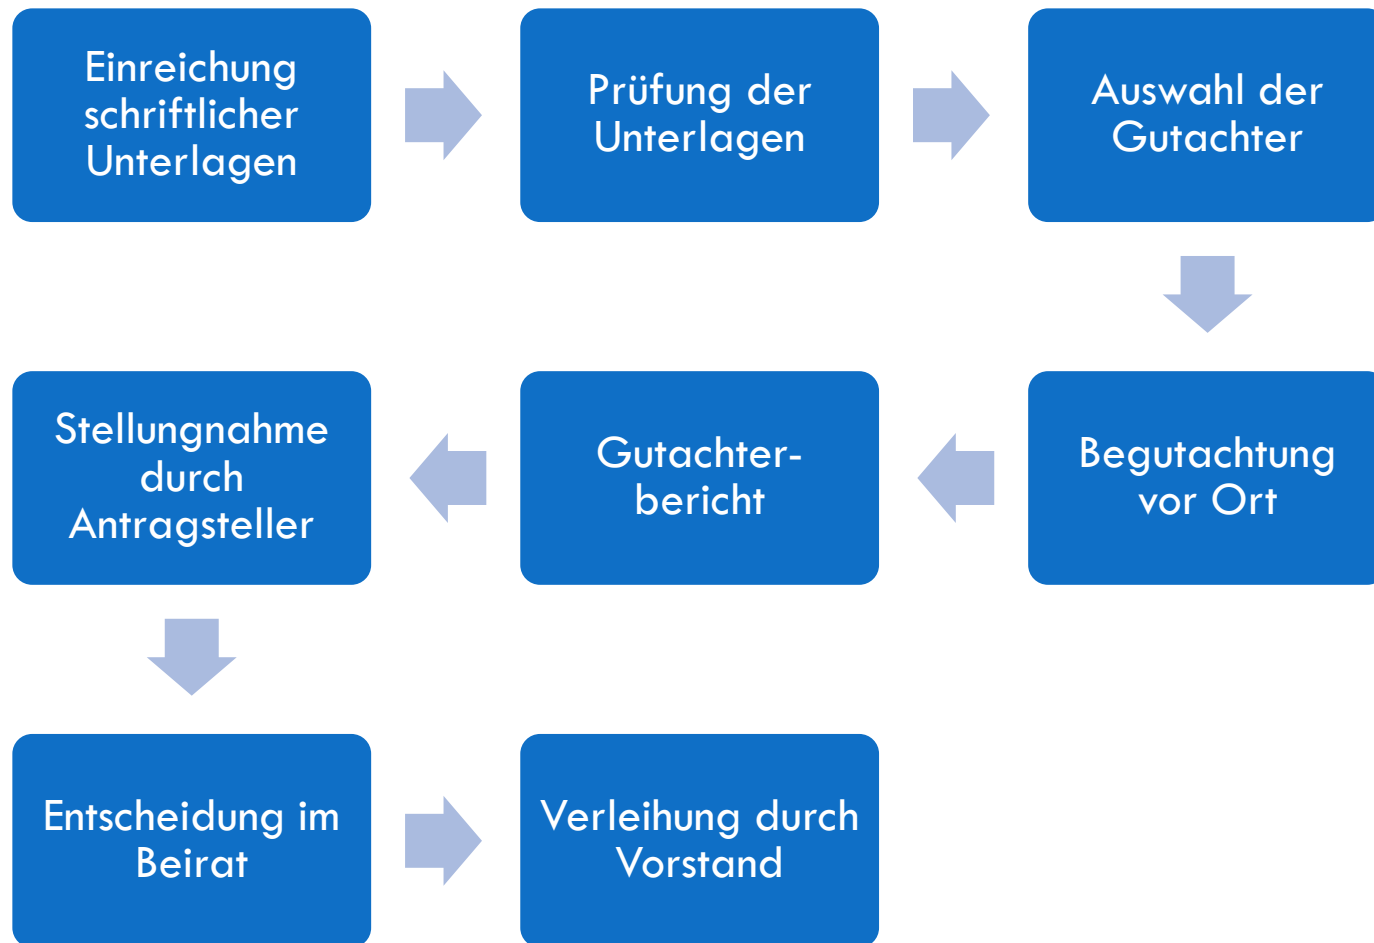 Einreichung
schriftlicher
Unterlagen
Prüfung der
Unterlagen
Auswahl der
Gutachter
Begutachtung
vor Ort
Gutachter-
bericht
Stellungnahme
durch
Antragsteller
Entscheidung im
Beirat
Verleihung durch
Vorstand